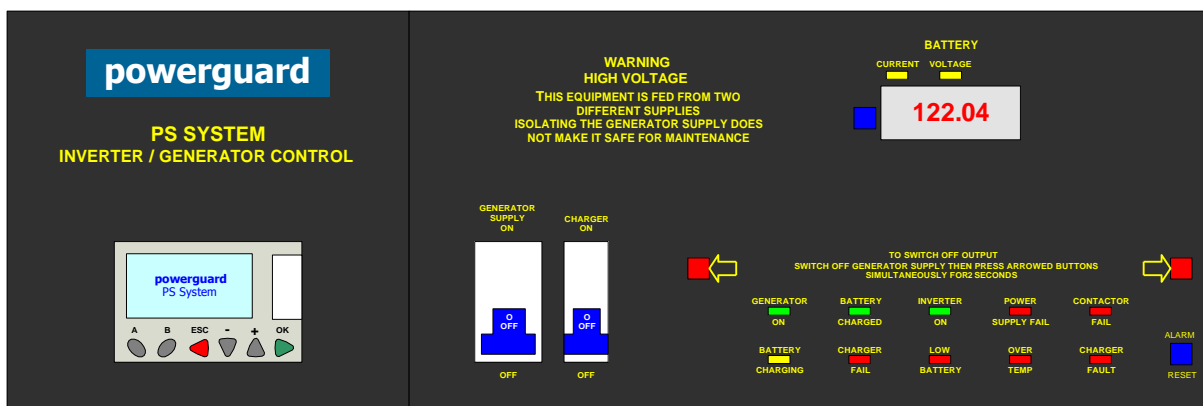 powerguard
PS SYSTEM
INVERTER / GENERATOR CONTROL
powerguard
PS System
A B ESC - + OK
WARNING
HIGH VOLTAGE
THIS EQUIPMENT IS FED FROM TWO
DIFFERENT SUPPLIES
ISOLATING THE GENERATOR SUPPLY DOES
NOT MAKE IT SAFE FOR MAINTENANCE
BATTERY
CURRENT VOLTAGE
122.04
GENERATOR
SUPPLY
ON
O
OFF
OFF
CHARGER
ON
O
OFF
OFF
TO SWITCH OFF OUTPUT
SWITCH OFF GENERATOR SUPPLY THEN PRESS ARROWED BUTTONS
SIMULTANEOUSLY FOR2 SECONDS
GENERATOR
ON
BATTERY
CHARGED
INVERTER
ON
POWER
SUPPLY FAIL
CONTACTOR
FAIL
BATTERY
CHARGING
CHARGER
FAIL
LOW
BATTERY
OVER
TEMP
CHARGER
FAULT
ALARM
RESET